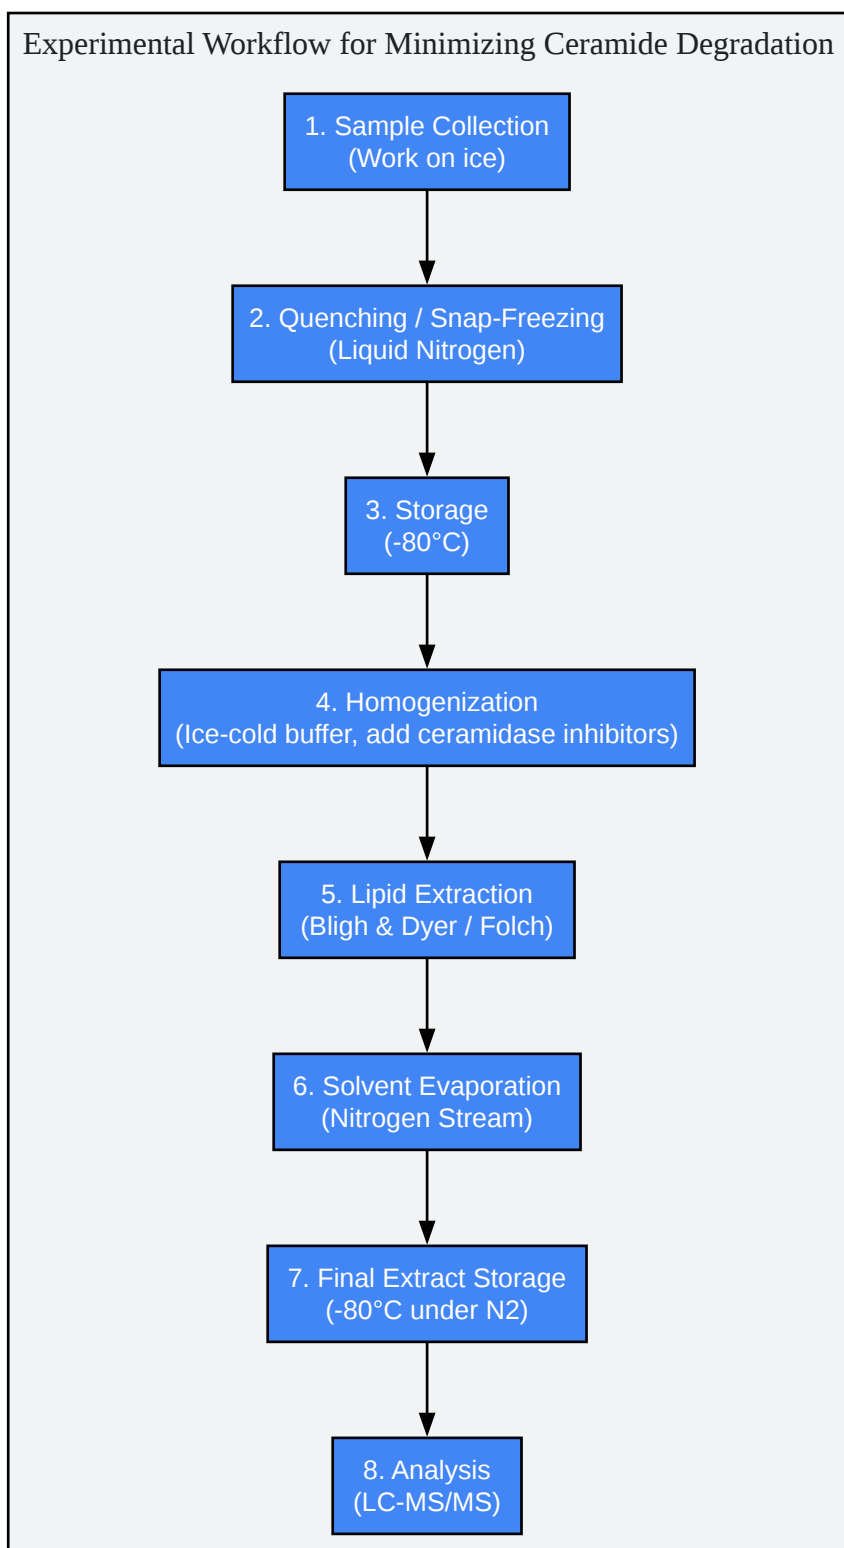 Experimental Workflow for Minimizing Ceramide Degradation
1. Sample Collection
(Work on ice)
2. Quenching / Snap-Freezing
(Liquid Nitrogen)
3. Storage
(-80°C)
4. Homogenization
(Ice-cold buffer, add ceramidase inhibitors)
5. Lipid Extraction
(Bligh & Dyer / Folch)
6. Solvent Evaporation
(Nitrogen Stream)
7. Final Extract Storage
(-80°C under N2)
8. Analysis
(LC-MS/MS)